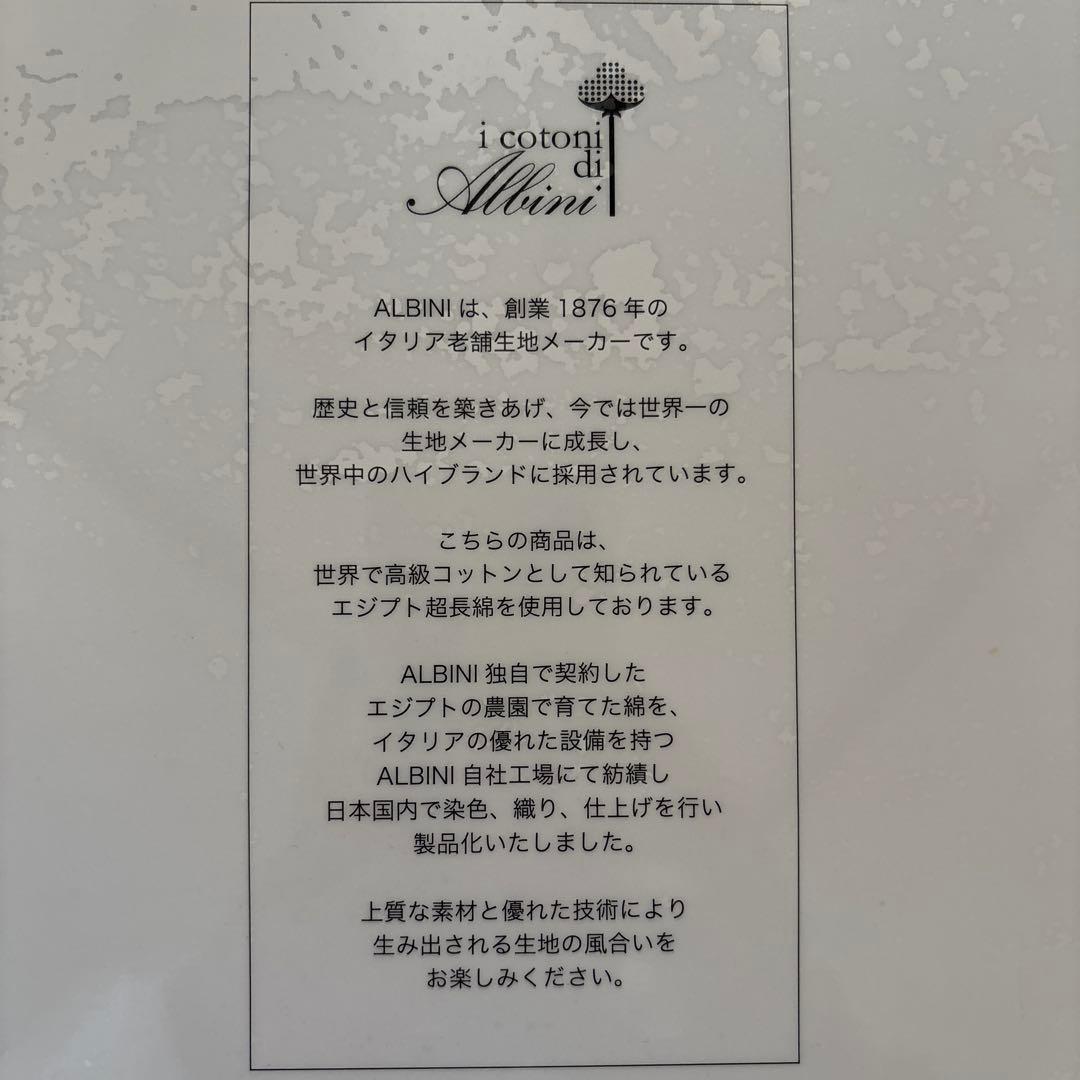 i cotoni
di
Albini
ALBINI は、創業 1876 年の
イタリア老舗生地メーカーです。
歴史と信頼を築きあげ、今では世界一の
生地メーカーに成長し、
世界中のハイブランドに採用されています。
こちらの商品は、
世界で高級コットンとして知られている
エジプト超長綿を使用しております。
ALBINI 独自で契約した
エジプトの農園で育てた綿を、
イタリアの優れた設備を持つ
ALBINI 自社工場にて紡績し
日本国内で染色、織り、仕上げを行い
製品化いたしました。
上質な素材と優れた技術により
生み出される生地の風合いを
お楽しみください。